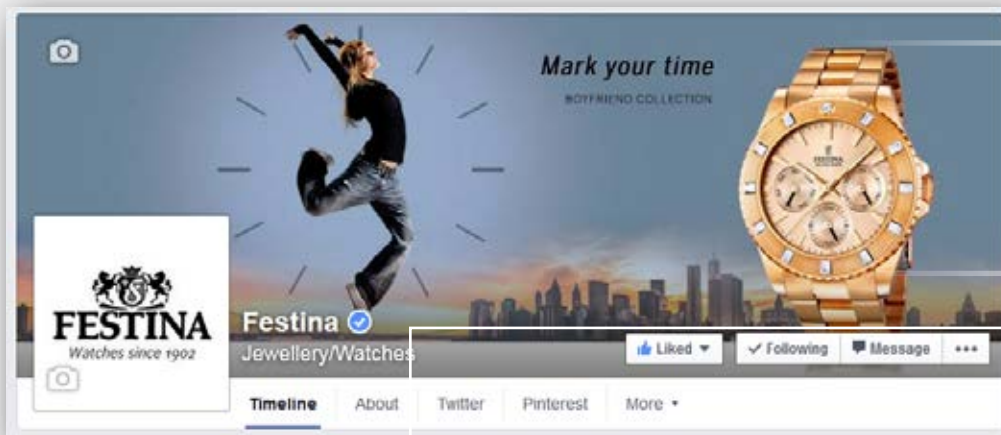 Mark your time
BOYFRIEND COLLECTION
FESTINA
FESTINA
Watches since 1902
Festina
Jewellery/Watches
Liked
Following
Message
Timeline
About
Twitter
Pinterest
More